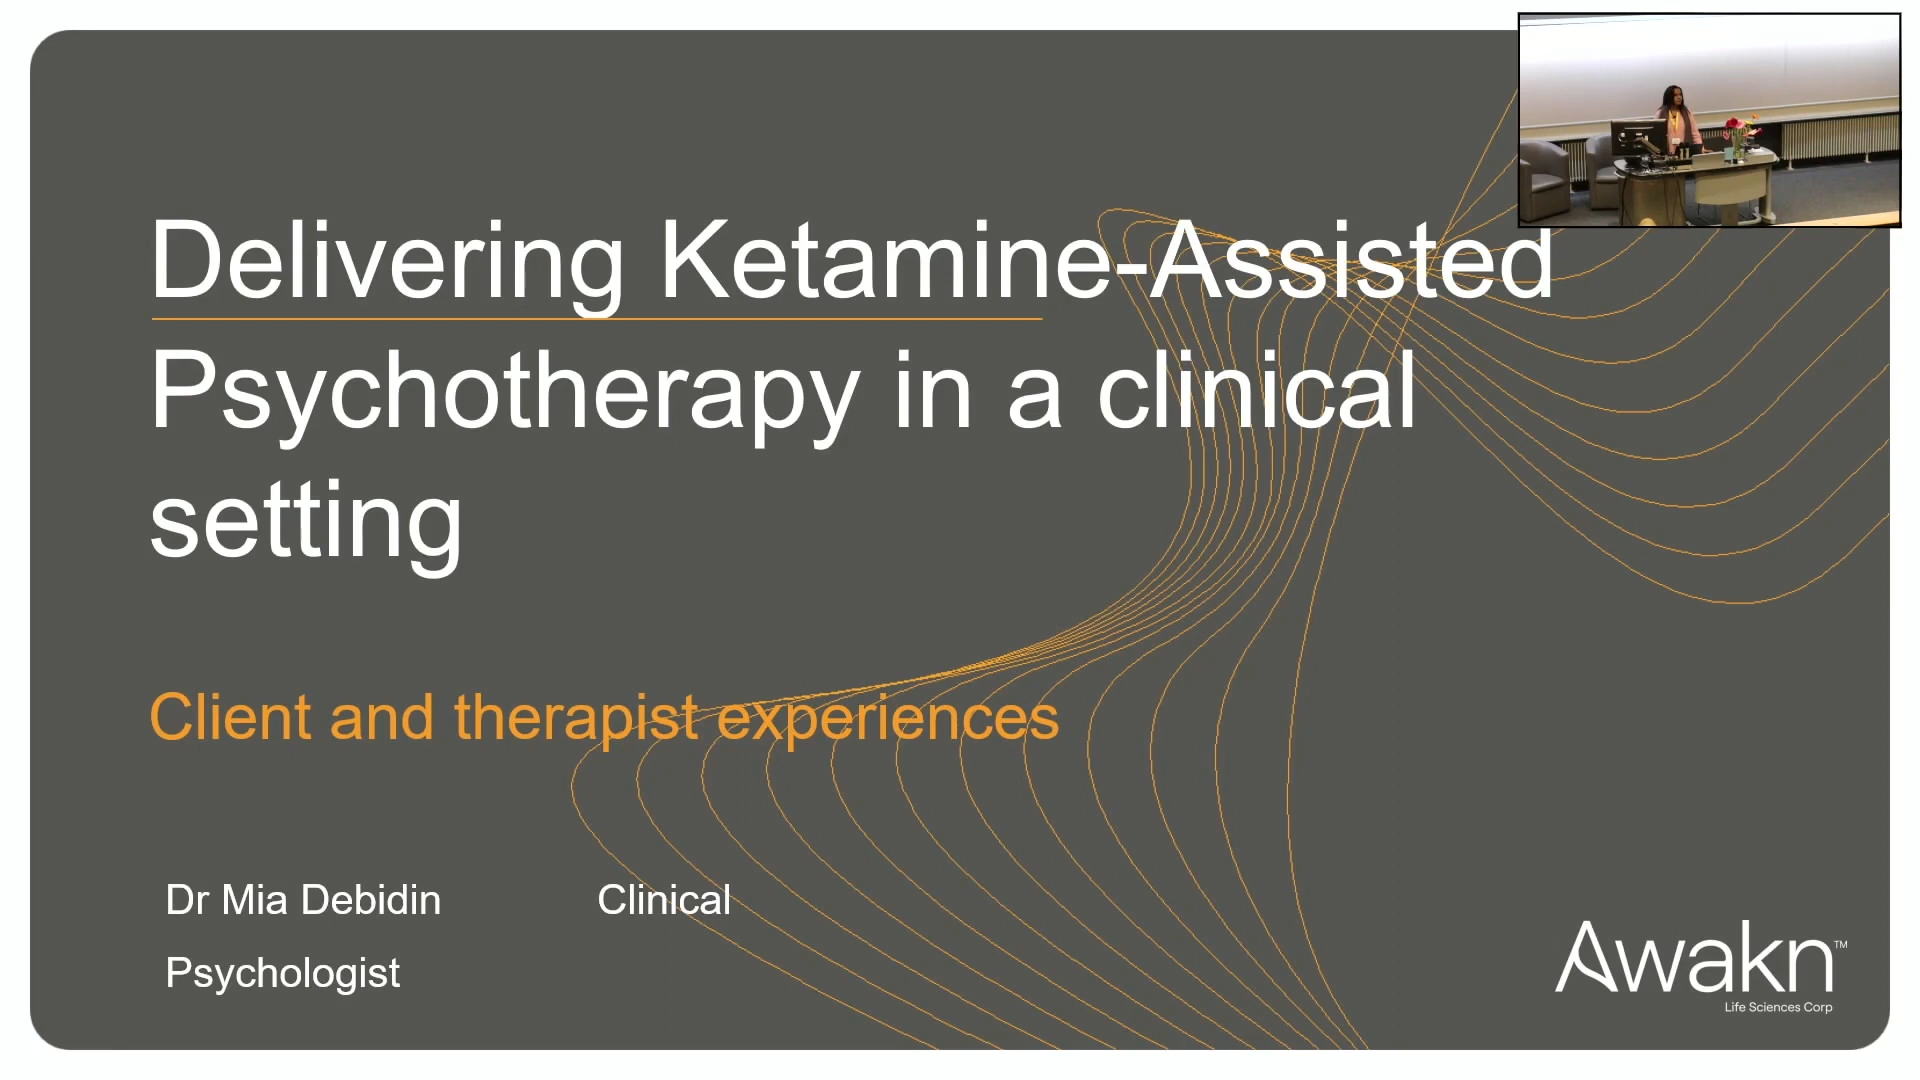 Delivering Ketamine-Assisted
Psychotherapy in a clinical
setting
Client and therapist experiences
Dr Mia Debidin Clinical
Psychologist
Awakn™
Life Sciences Corp